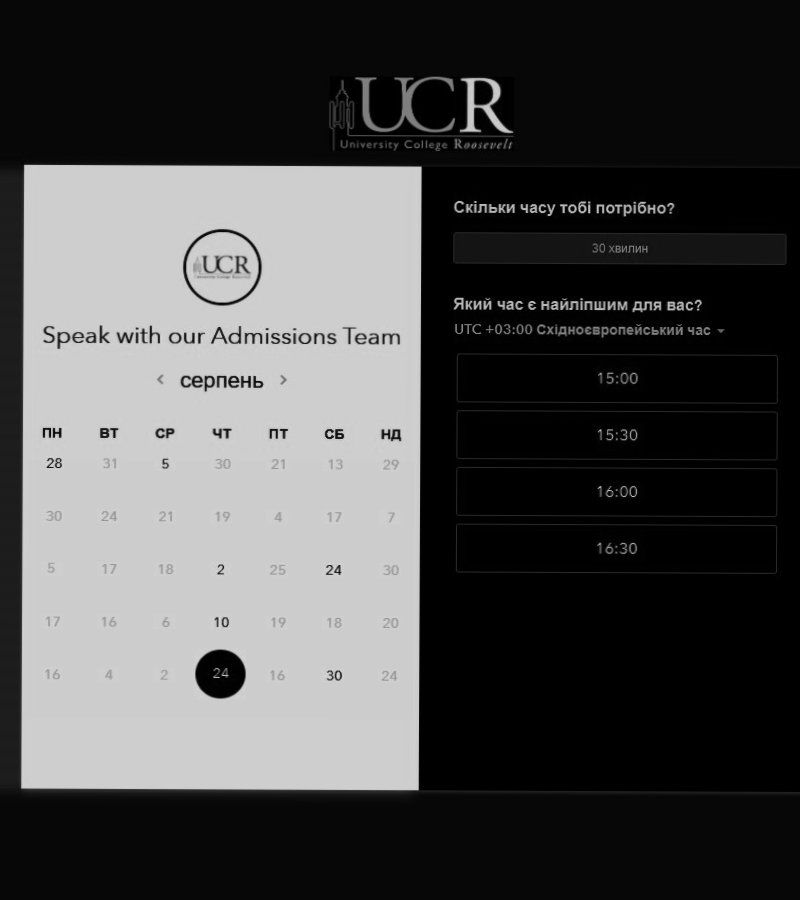 UCR
University College Roosevelt
UCR
University College Roosevelt
Speak with our Admissions Team
серпень
ПН ВТ СР ЧТ ПТ СБ НД
28 31 5 30 21 13 29
30 24 21 19 4 17 7
5 17 18 2 25 24 30
17 16 6 10 19 18 20
16 4 2 24 16 30 24
Скільки часу тобі потрібно?
30 хвилин
Який час є найліпшим для вас?
UTC +03:00 Східноєвропейський час
15:00
15:30
16:00
16:30